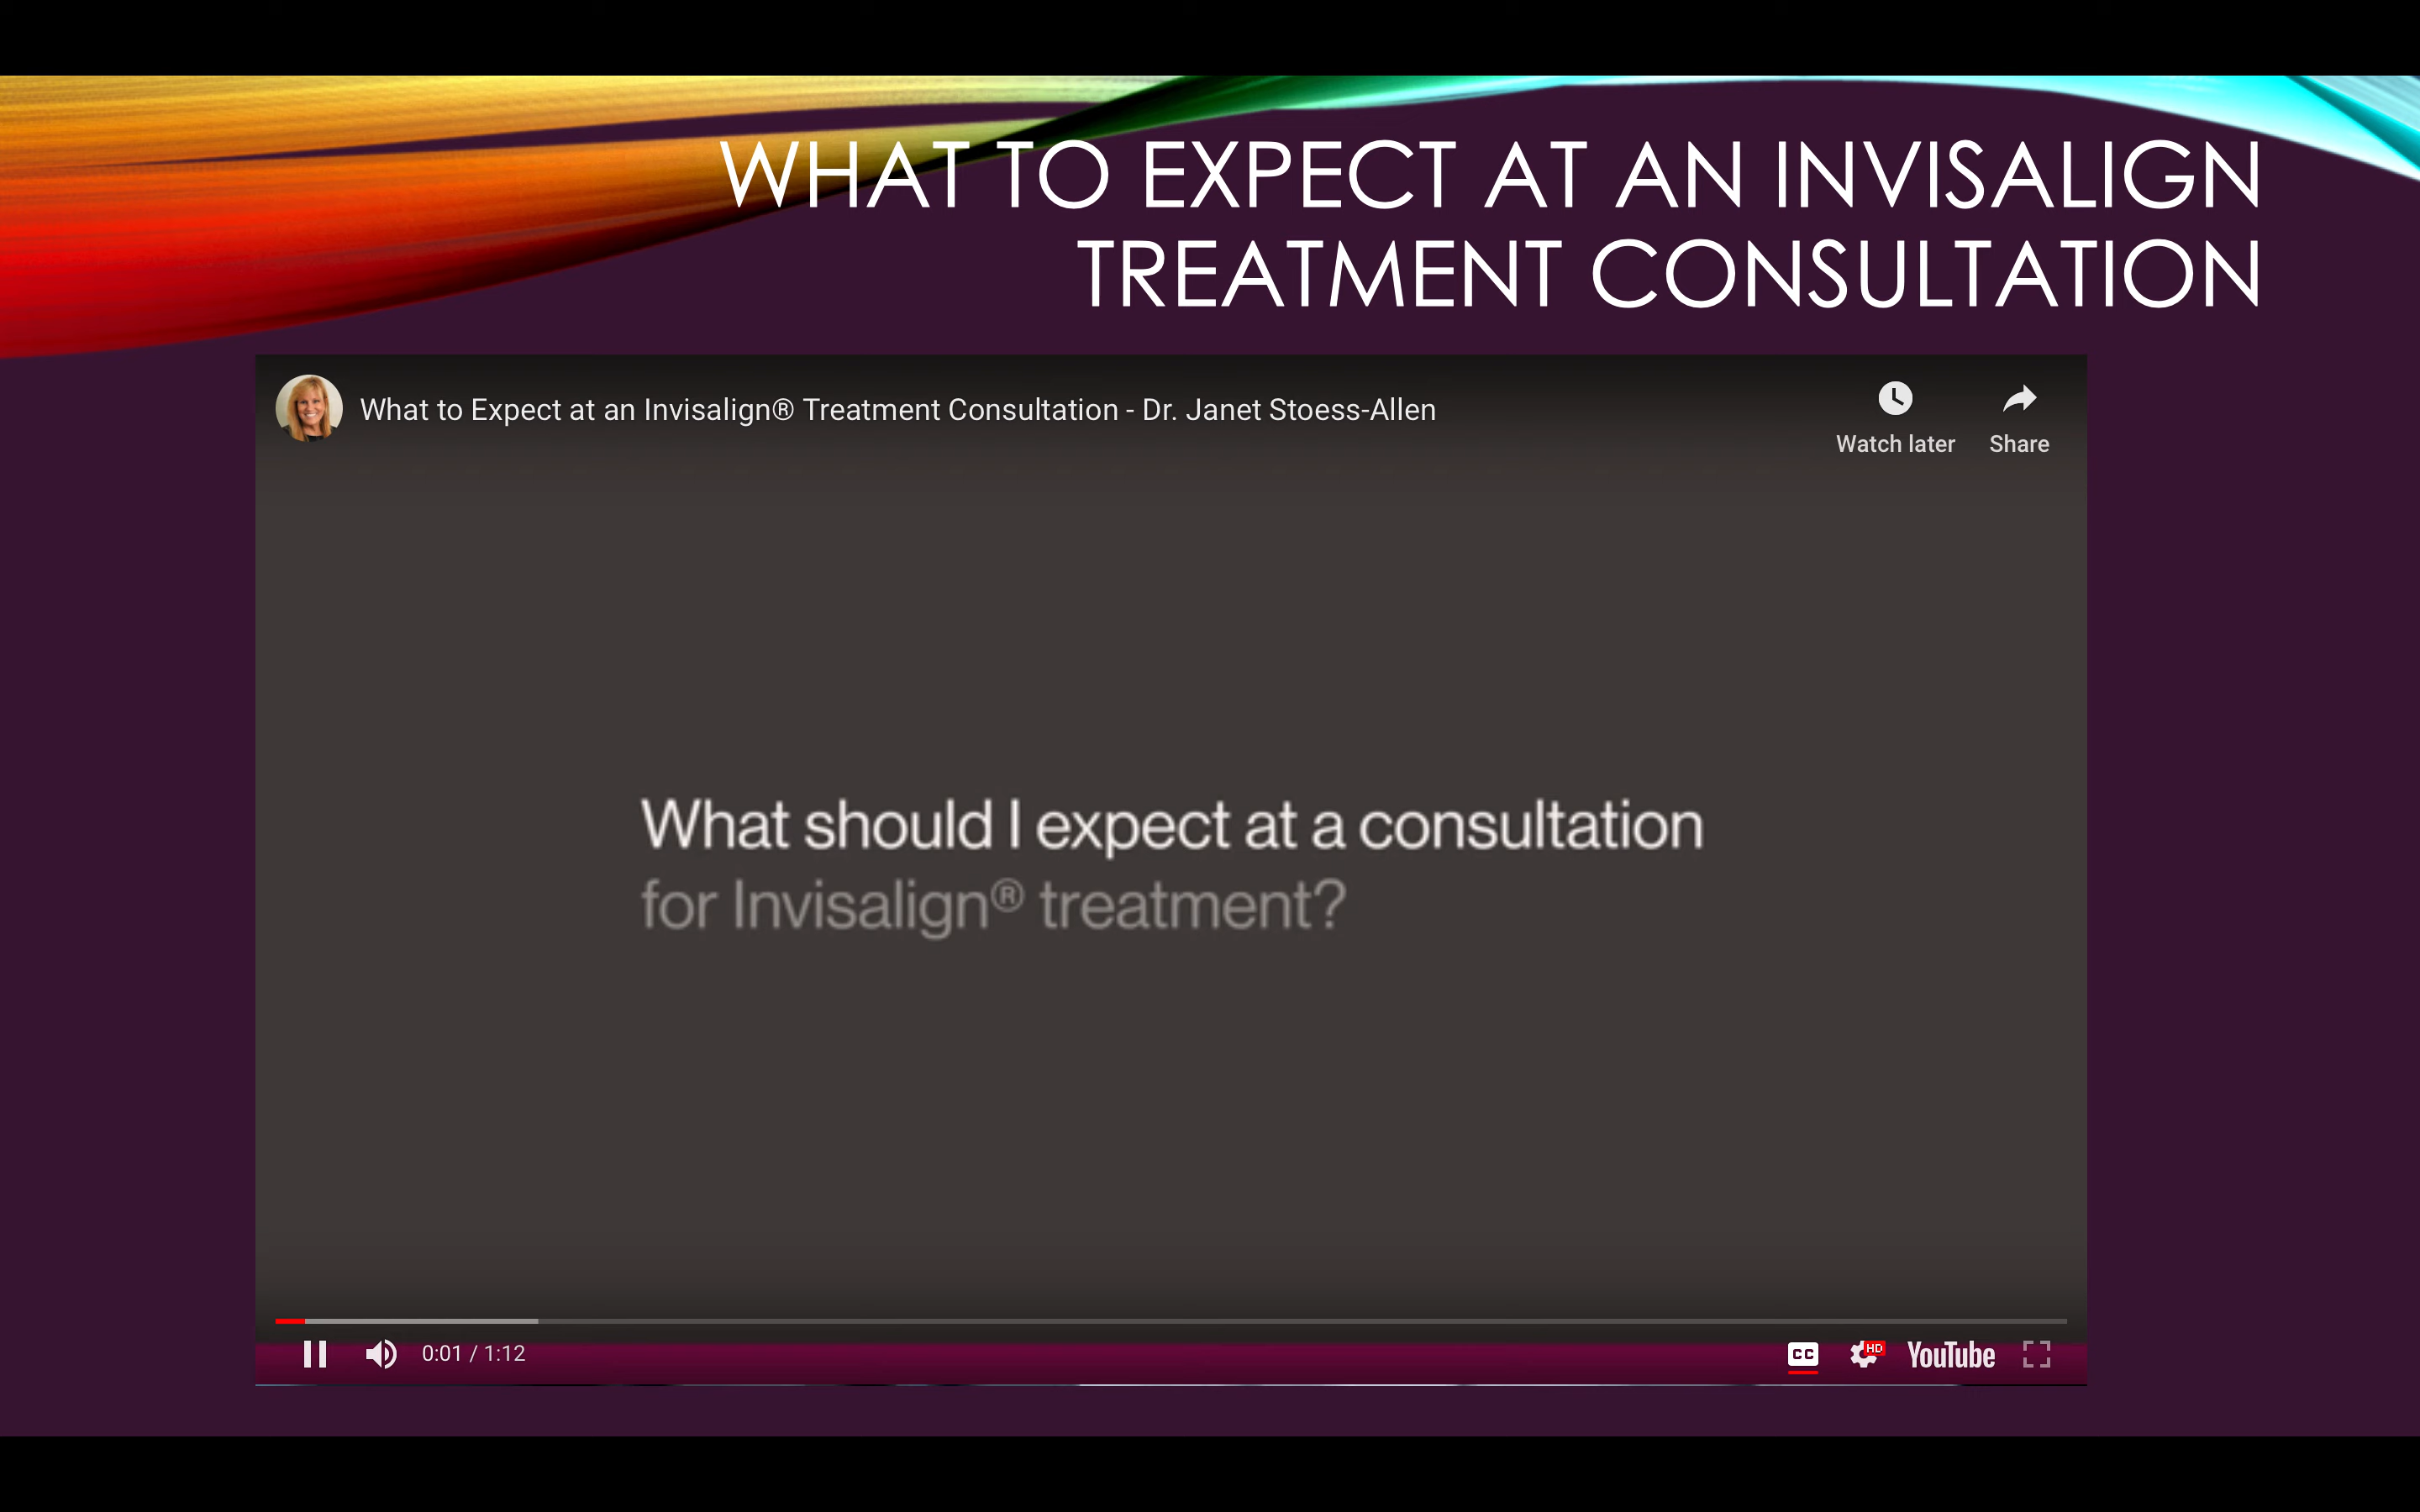 WHAT TO EXPECT AT AN INVISALIGN
TREATMENT CONSULTATION
What to Expect at an Invisalign® Treatment Consultation - Dr. Janet Stoess-Allen
Watch later
Share
What should I expect at a consultation
for Invisalign® treatment?
0:01 / 1:12
CC
HD
YouTube